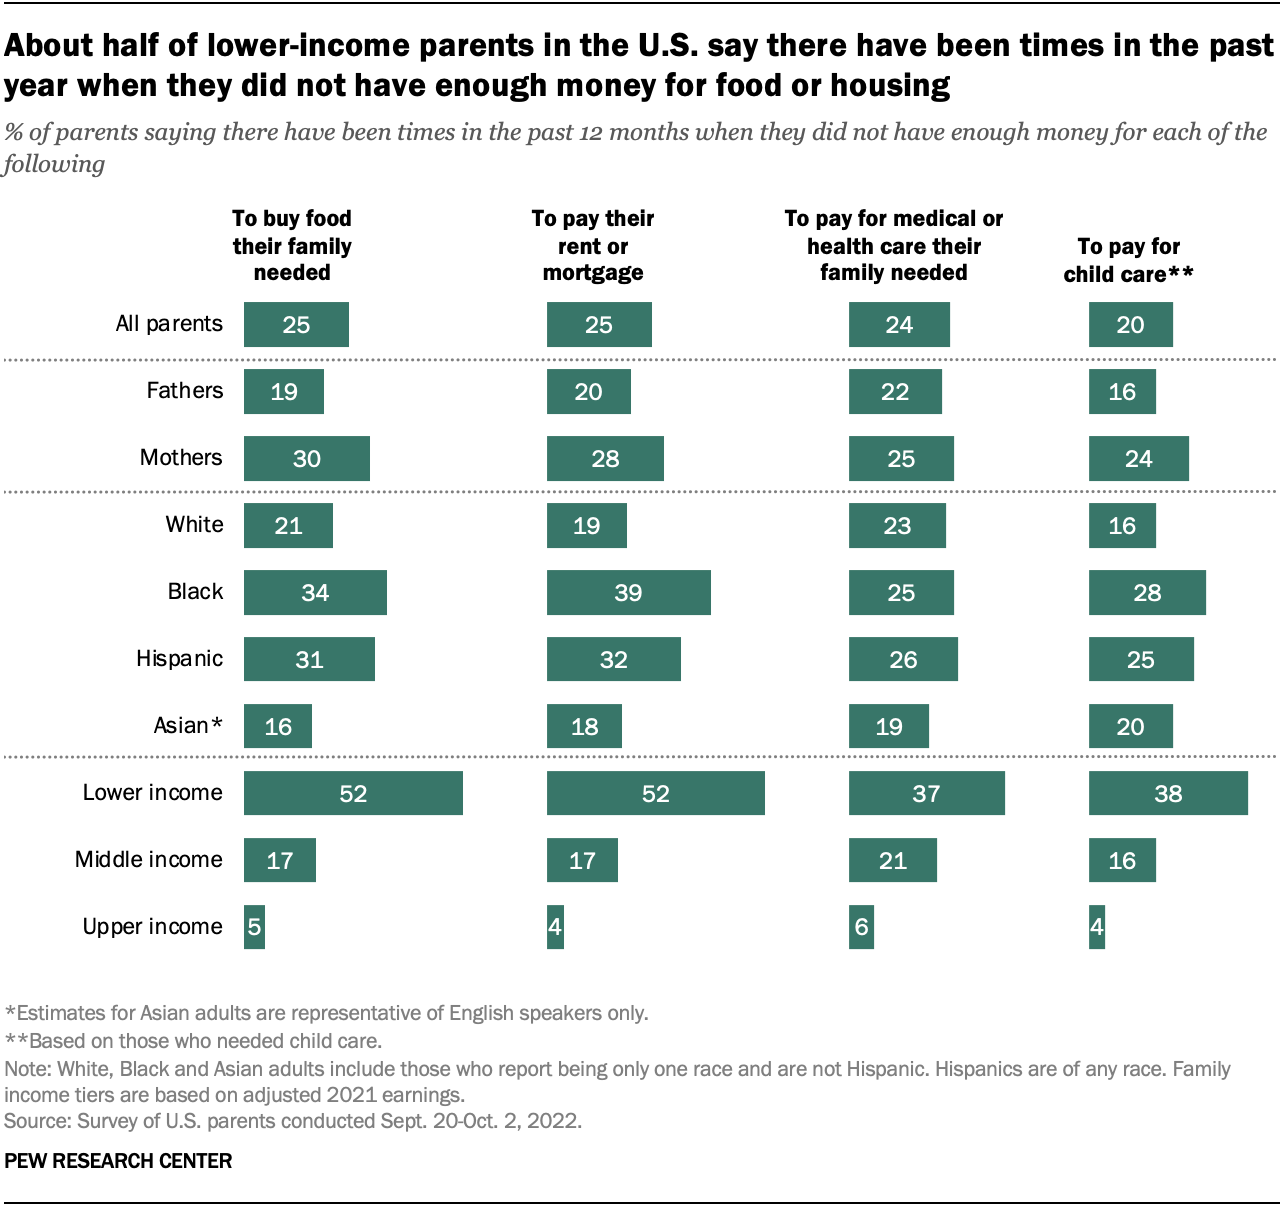 About half of lower-income parents in the U.S. say there have been times in the past
year when they did not have enough money for food or housing
% of parents saying there have been times in the past 12 months when they did not have enough money for each of the
following
To buy food
their family
needed
To pay their
rent or
mortgage
To pay for medical or
health care their
family needed
To pay for
child care**
All parents 25 25 24 20
Fathers 19 20 22 16
Mothers 30 28 25 24
White 21 19 23 16
Black 34 39 25 28
Hispanic 31 32 26 25
Asian* 16 18 19 20
Lower income 52 52 37 38
Middle income 17 17 21 16
Upper income 5 4 6 4
*Estimates for Asian adults are representative of English speakers only.
**Based on those who needed child care.
Note: White, Black and Asian adults include those who report being only one race and are not Hispanic. Hispanics are of any race. Family
income tiers are based on adjusted 2021 earnings.
Source: Survey of U.S. parents conducted Sept. 20-Oct. 2, 2022.
PEW RESEARCH CENTER